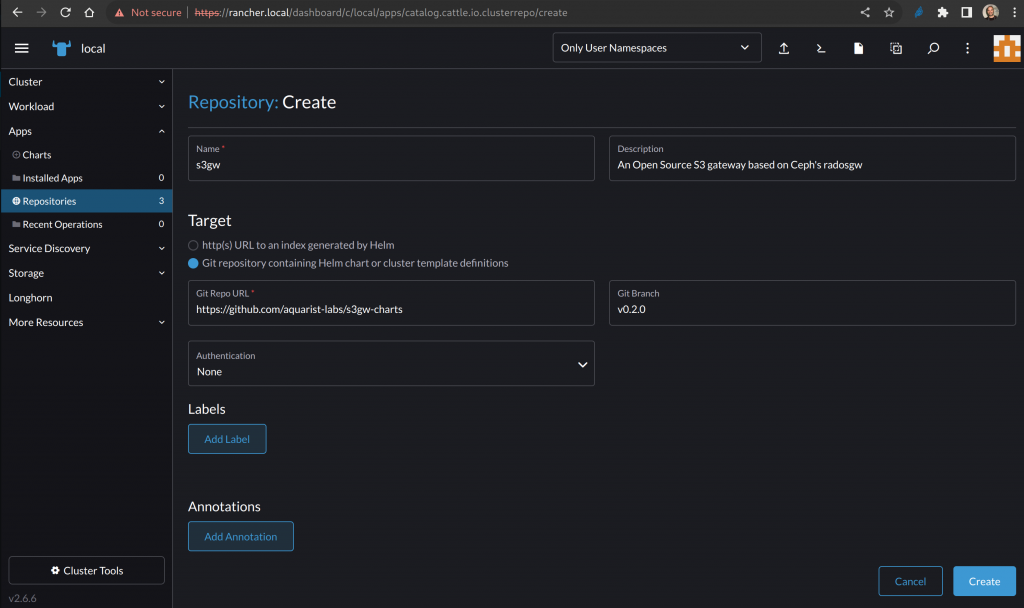 Not secure https://rancher.local/dashboard/c/local/apps/catalog.cattle.io.clusterrepo/create
local
Only User Namespaces
Cluster
Workload
Apps
Charts
Installed Apps 0
Repositories 3
Recent Operations 0
Service Discovery
Storage
Longhorn
More Resources
Cluster Tools
v2.6.6
Repository: Create
Name *
s3gw
Description
An Open Source S3 gateway based on Ceph's radosgw
Target
http(s) URL to an index generated by Helm
Git repository containing Helm chart or cluster template definitions
Git Repo URL *
https://github.com/aquarist-labs/s3gw-charts
Git Branch
v0.2.0
Authentication
None
Labels
Add Label
Annotations
Add Annotation
Cancel
Create